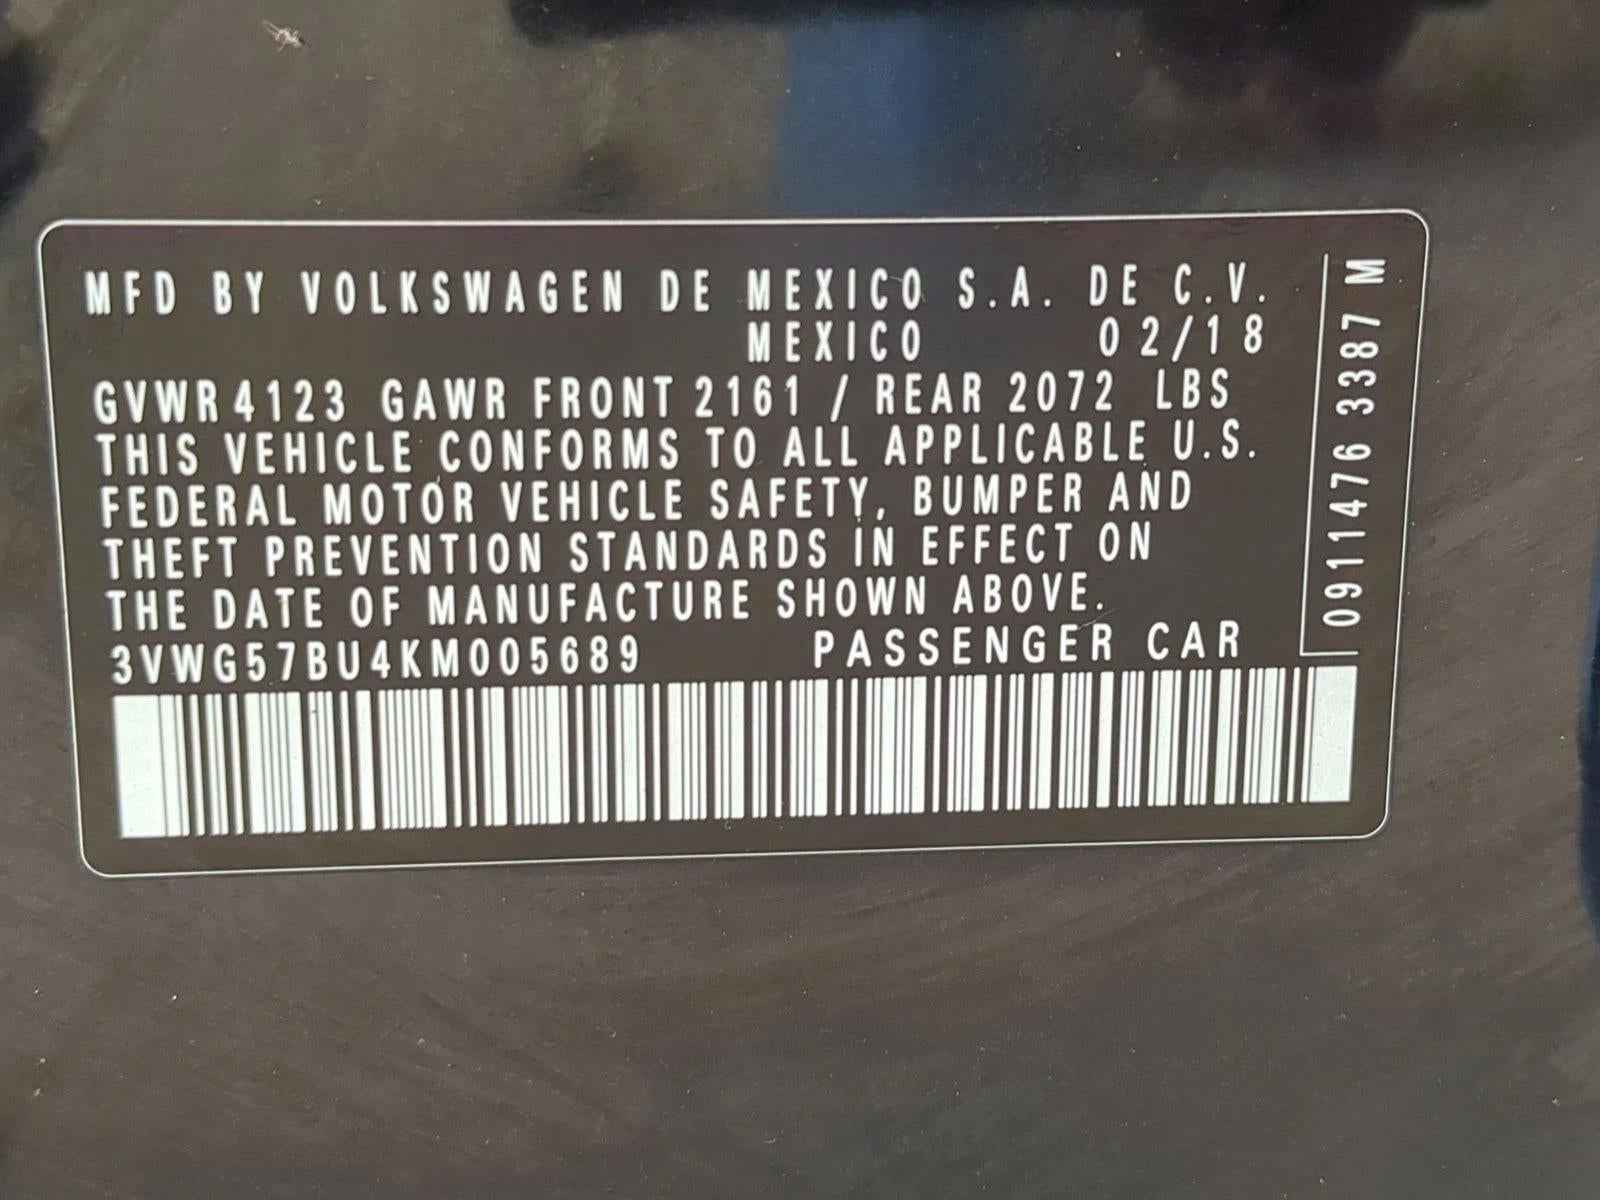 MFD BY VOLKSWAGEN DE MEXICO S.A. DE C.V.
MEXICO 02/18
GVWR 4123 GAWR FRONT 2161 / REAR 2072 LBS
THIS VEHICLE CONFORMS TO ALL APPLICABLE U.S.
FEDERAL MOTOR VEHICLE SAFETY, BUMPER AND
THEFT PREVENTION STANDARDS IN EFFECT ON
THE DATE OF MANUFACTURE SHOWN ABOVE.
3VWG57BU4KM005689 PASSENGER CAR
0911476 3387 M